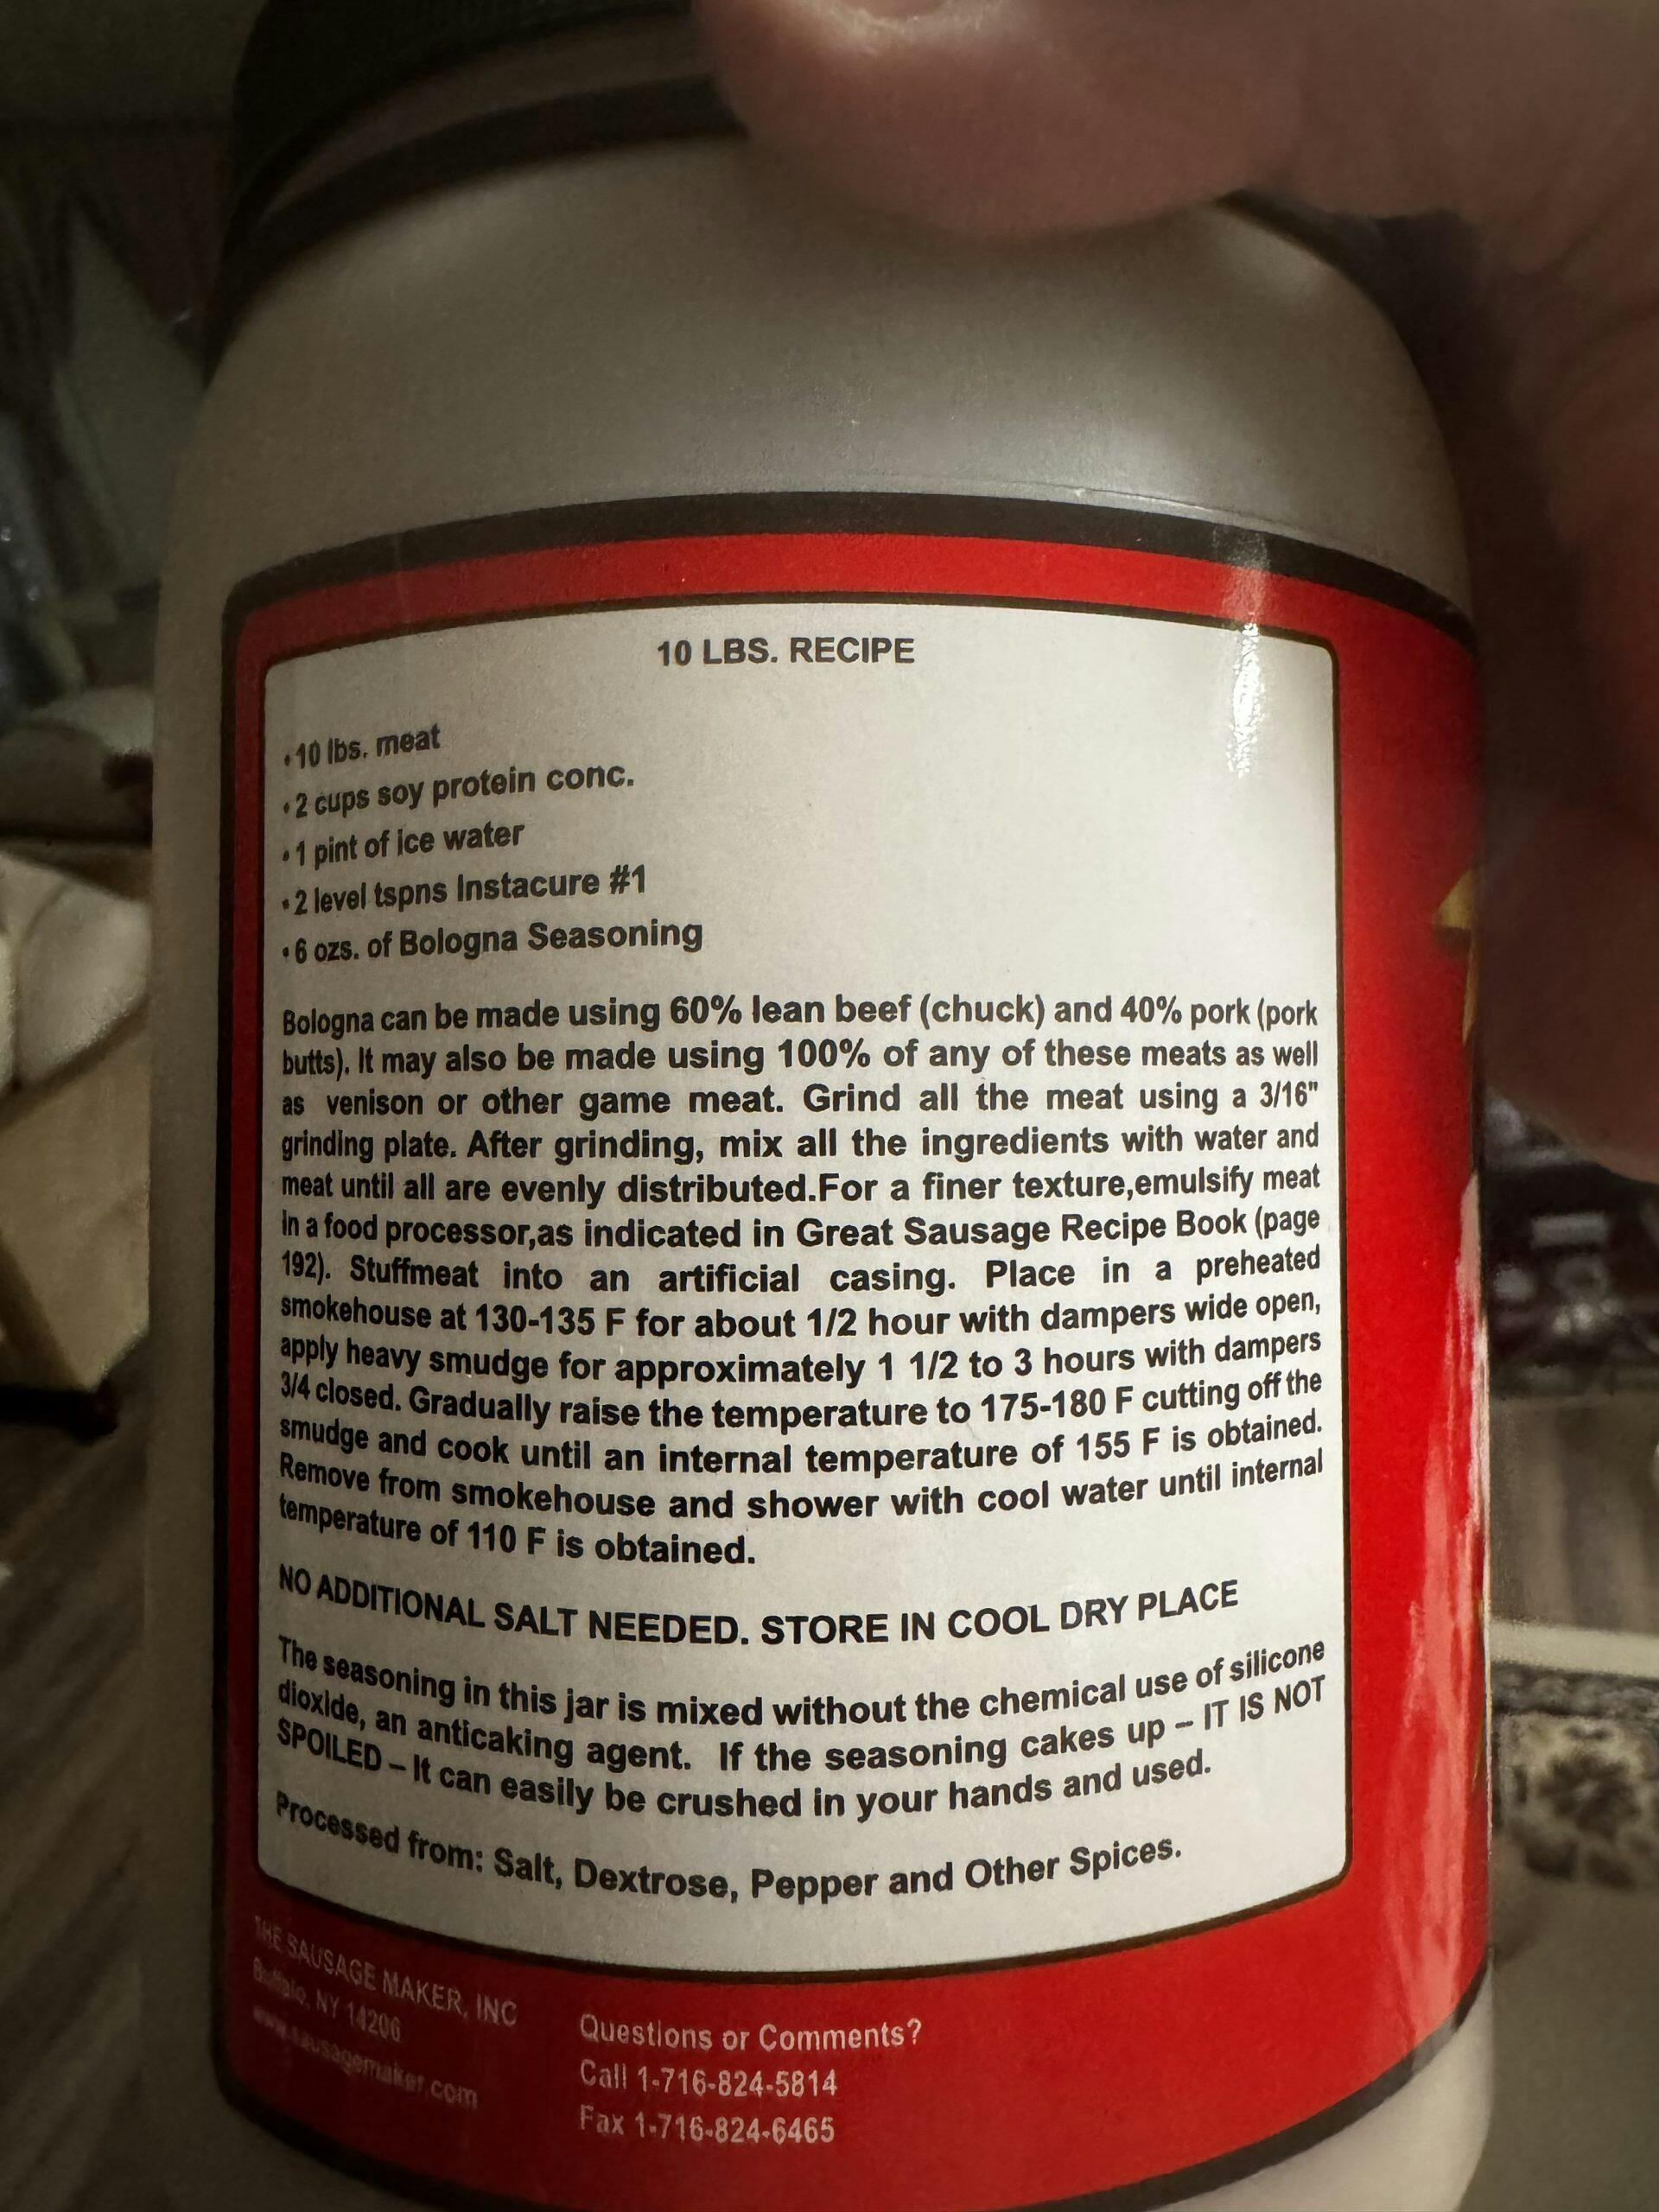 10 LBS. RECIPE
•10 lbs. meat
•2 cups soy protein conc.
•1 pint of ice water
•2 level tspns Instacure #1
•6 ozs. of Bologna Seasoning
Bologna can be made using 60% lean beef (chuck) and 40% pork (pork
butts). It may also be made using 100% of any of these meats as well
as venison or other game meat. Grind all the meat using a 3/16"
grinding plate. After grinding, mix all the ingredients with water and
meat until all are evenly distributed.For a finer texture,emulsify meat
in a food processor,as indicated in Great Sausage Recipe Book (page
192). Stuffmeat into an artificial casing. Place in a preheated
smokehouse at 130-135 F for about 1/2 hour with dampers wide open,
apply heavy smudge for approximately 1 1/2 to 3 hours with dampers
3/4 closed. Gradually raise the temperature to 175-180 F cutting off the
smudge and cook until an internal temperature of 155 F is obtained.
Remove from smokehouse and shower with cool water until internal
temperature of 110 F is obtained.
NO ADDITIONAL SALT NEEDED. STORE IN COOL DRY PLACE
The seasoning in this jar is mixed without the chemical use of silicone
dioxide, an anticaking agent. If the seasoning cakes up – IT IS NOT
SPOILED – It can easily be crushed in your hands and used.
Processed from: Salt, Dextrose, Pepper and Other Spices.
THE SAUSAGE MAKER, INC
Buffalo, NY 14206
www.sausagemaker.com
Questions or Comments?
Call 1-716-824-5814
Fax 1-716-824-6465